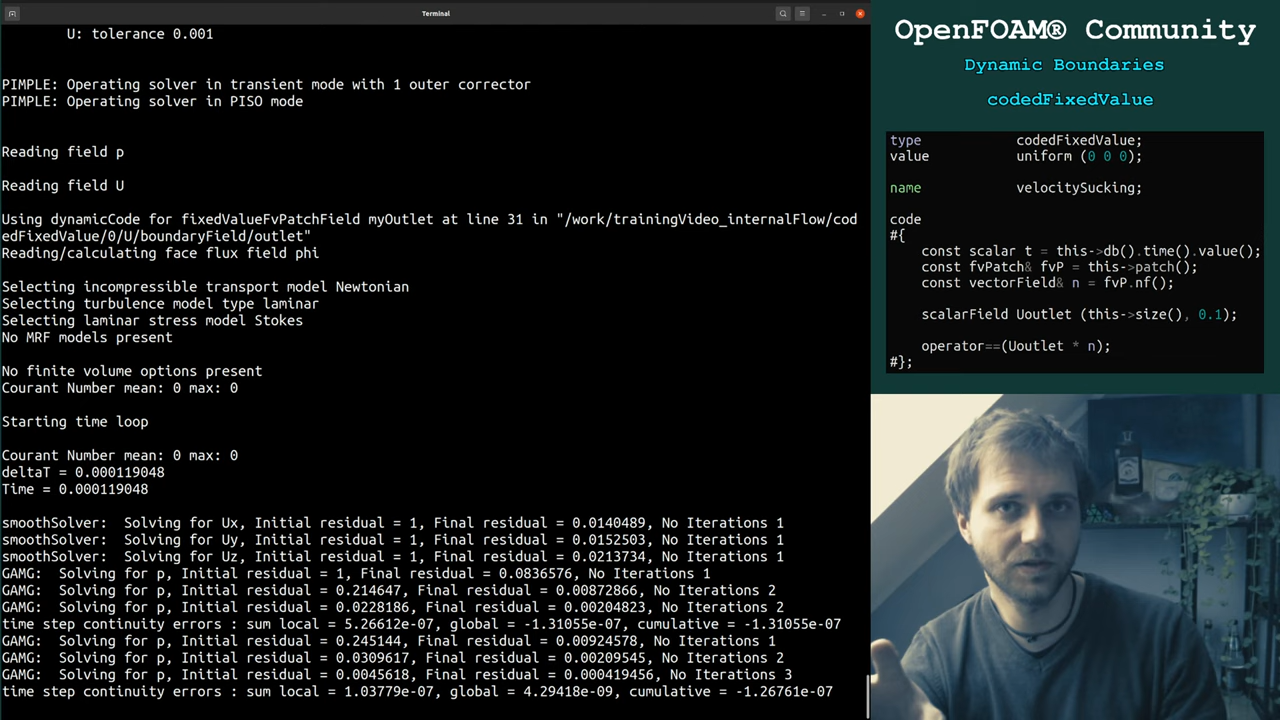 Terminal
U: tolerance 0.001
PIMPLE: Operating solver in transient mode with 1 outer corrector
PIMPLE: Operating solver in PISO mode
Reading field p
Reading field U
Using dynamicCode for fixedValueFvPatchField myOutlet at line 31 in "/work/trainingVideo_internalFlow/cod
edFixedValue/0/U/boundaryField/outlet"
Reading/calculating face flux field phi
Selecting incompressible transport model Newtonian
Selecting turbulence model type laminar
Selecting laminar stress model Stokes
No MRF models present
No finite volume options present
Courant Number mean: 0 max: 0
Starting time loop
Courant Number mean: 0 max: 0
deltaT = 0.000119048
Time = 0.000119048
smoothSolver:  Solving for Ux, Initial residual = 1, Final residual = 0.0140489, No Iterations 1
smoothSolver:  Solving for Uy, Initial residual = 1, Final residual = 0.0152503, No Iterations 1
smoothSolver:  Solving for Uz, Initial residual = 1, Final residual = 0.0213734, No Iterations 1
GAMG:  Solving for p, Initial residual = 1, Final residual = 0.0836576, No Iterations 1
GAMG:  Solving for p, Initial residual = 0.214647, Final residual = 0.00872866, No Iterations 2
GAMG:  Solving for p, Initial residual = 0.0228186, Final residual = 0.00204823, No Iterations 2
time step continuity errors : sum local = 5.26612e-07, global = -1.31055e-07, cumulative = -1.31055e-07
GAMG:  Solving for p, Initial residual = 0.245144, Final residual = 0.00924578, No Iterations 1
GAMG:  Solving for p, Initial residual = 0.0309617, Final residual = 0.00209545, No Iterations 2
GAMG:  Solving for p, Initial residual = 0.0045618, Final residual = 0.000419456, No Iterations 3
time step continuity errors : sum local = 1.03779e-07, global = 4.29418e-09, cumulative = -1.26761e-07
OpenFOAM® Community
Dynamic Boundaries
codedFixedValue
type codedFixedValue;
value uniform (0 0 0);
name velocitySucking;
code
#{
const scalar t = this->db().time().value();
const fvPatch& fvP = this->patch();
const vectorField& n = fvP.nf();
scalarField Uoutlet (this->size(), 0.1);
operator==(Uoutlet * n);
#};